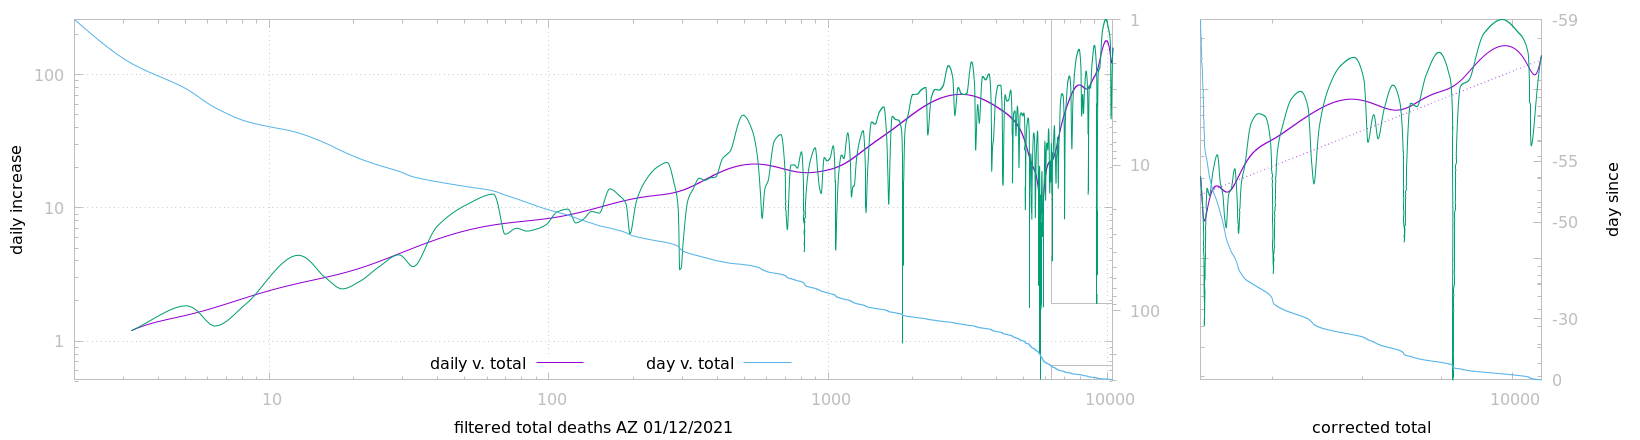 daily increase
100
10
1
daily v. total
day v. total
10
100
1000
10000
filtered total deaths AZ 01/12/2021
1
10
100
-59
-55
-50
-30
0
day since
10000
corrected total